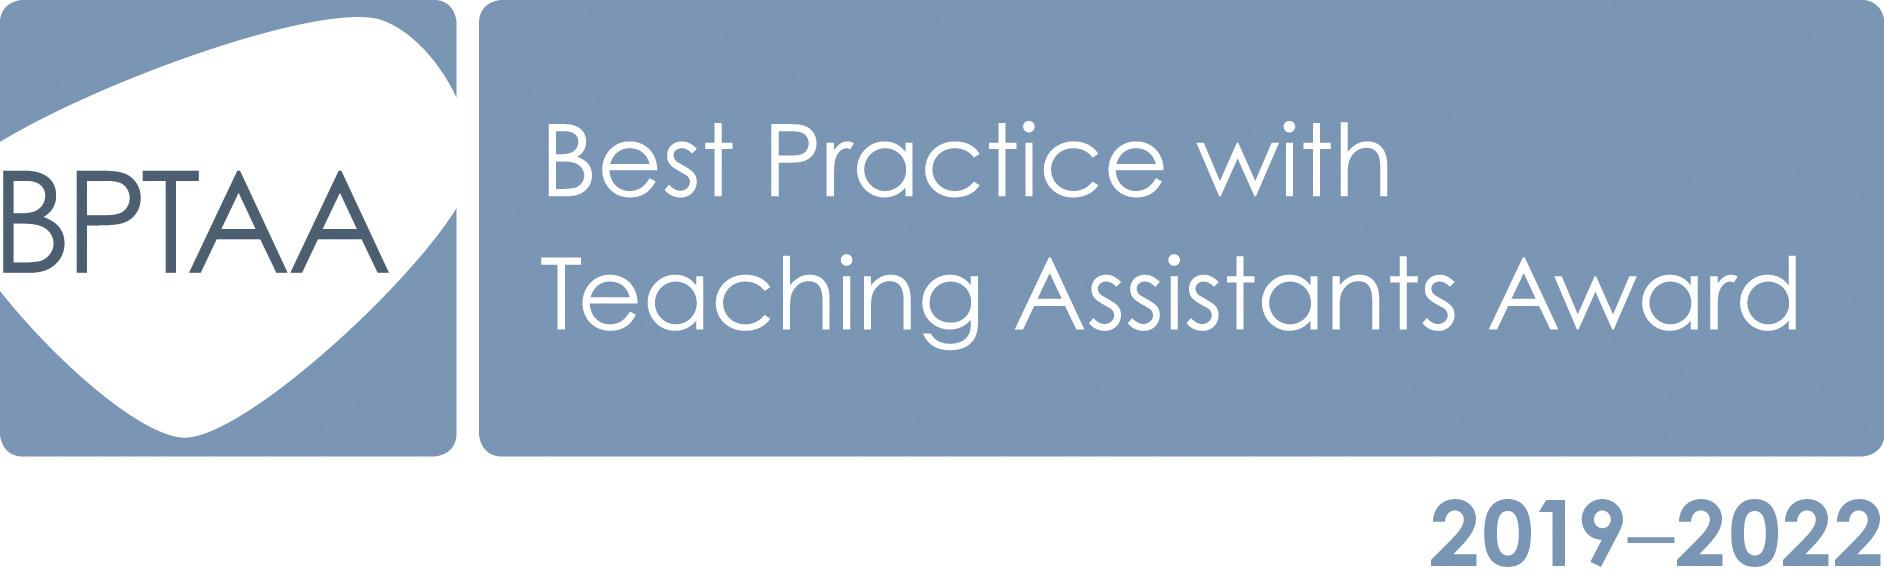 BPTAA
Best Practice with
Teaching Assistants Award
2019–2022